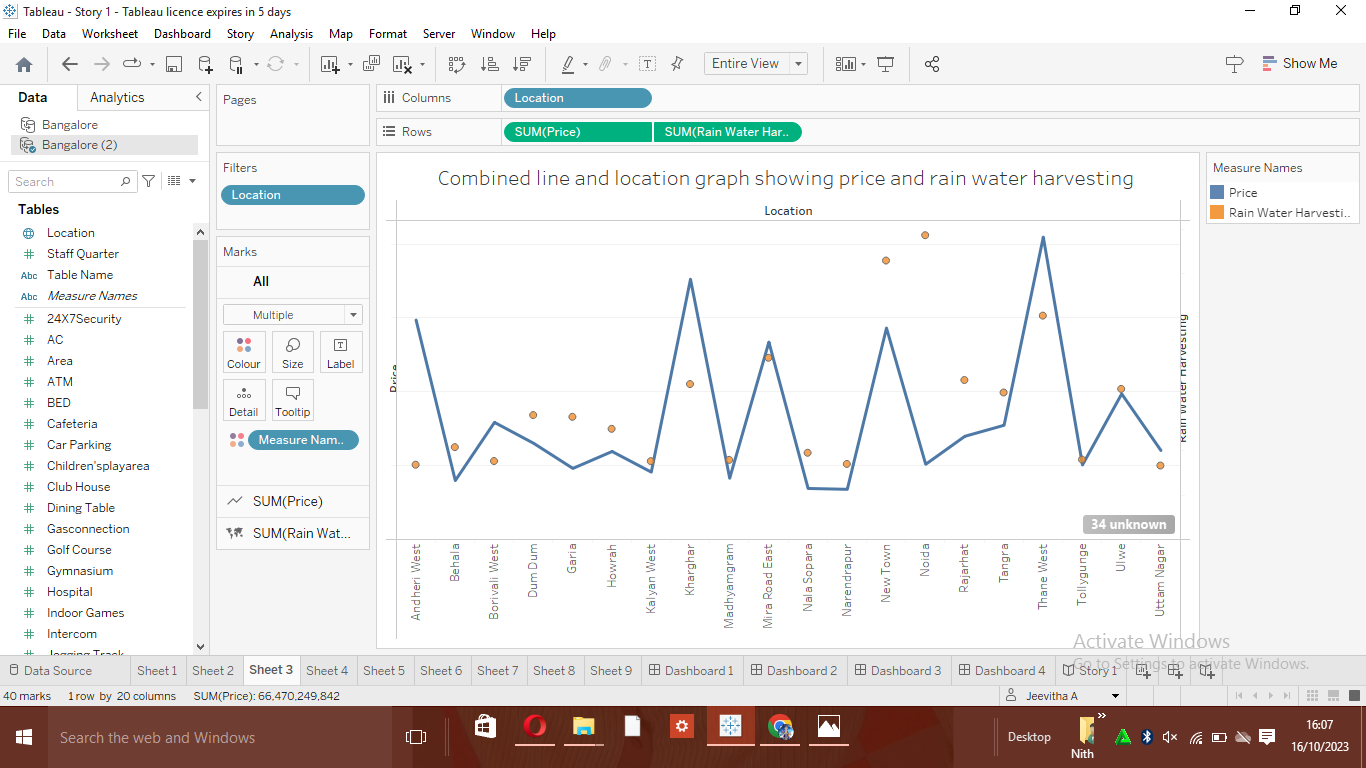 Tableau - Story 1 - Tableau licence expires in 5 days
File Data Worksheet Dashboard Story Analysis Map Format Server Window Help
Entire View
Show Me
Data Analytics
Bangalore
Bangalore (2)
Search
Tables
Location
Staff Quarter
Abc Table Name
Abc Measure Names
24X7Security
AC
Area
ATM
BED
Cafeteria
Car Parking
Children'splayarea
Club House
Dining Table
Gasconnection
Golf Course
Gymnasium
Hospital
Indoor Games
Intercom
Jogging Track
Pages
Filters
Location
Marks
All
Multiple
Colour Size Label
Detail Tooltip
Measure Nam..
SUM(Price)
SUM(Rain Wat...
Columns Location
Rows SUM(Price) SUM(Rain Water Har..
Combined line and location graph showing price and rain water harvesting
Location
Price
Rain Water Harvesting
34 unknown
Andheri West
Behala
Borivali West
Dum Dum
Garia
Howrah
Kalyan West
Kharghar
Madhyamgram
Mira Road East
Nala Sopara
Narendrapur
New Town
Noida
Rajarhat
Tangra
Thane West
Tollygunge
Ulwe
Uttam Nagar
Measure Names
Price
Rain Water Harvesti..
Activate Windows
Go to Settings to activate Windows.
Data Source Sheet 1 Sheet 2 Sheet 3 Sheet 4 Sheet 5 Sheet 6 Sheet 7 Sheet 8 Sheet 9 Dashboard 1 Dashboard 2 Dashboard 3 Dashboard 4 Story 1
40 marks 1 row by 20 columns SUM(Price): 66,470,249,842 Jeevitha A
Search the web and Windows
Desktop
Nith
16:07
16/10/2023